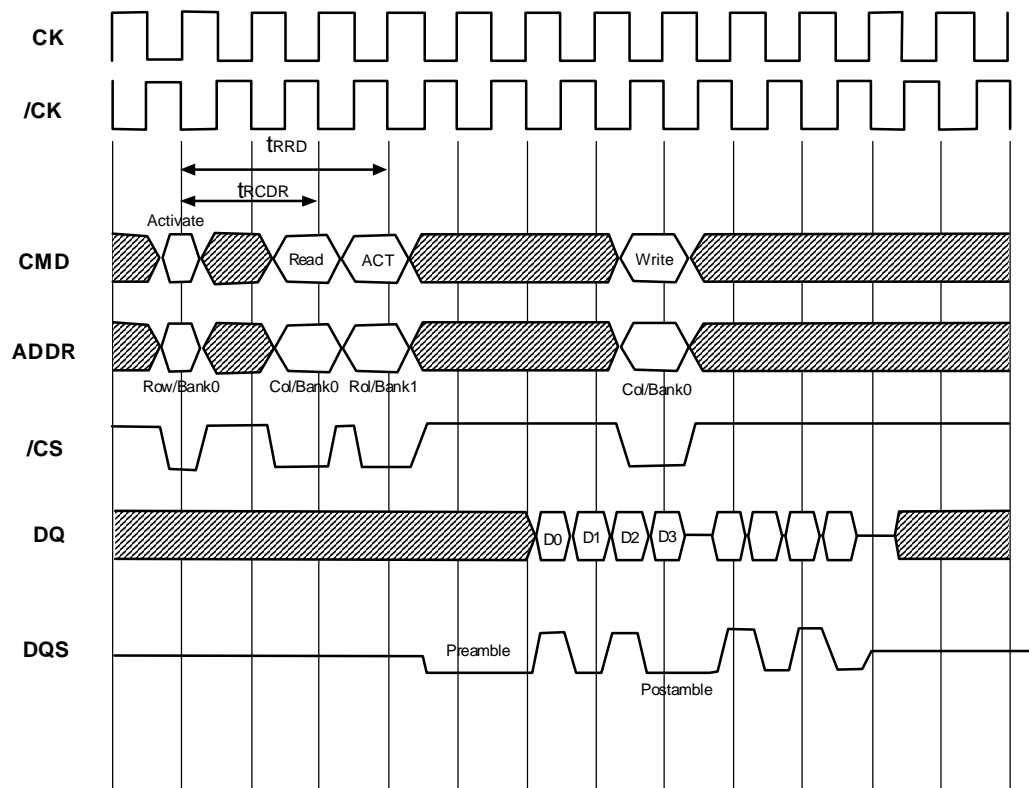 CK
/CK
tRRD
tRCDR
Activate
CMD
Read
ACT
Write
ADDR
Row/Bank0
Col/Bank0
Rol/Bank1
Col/Bank0
/CS
DQ
D0
D1
D2
D3
DQS
Preamble
Postamble